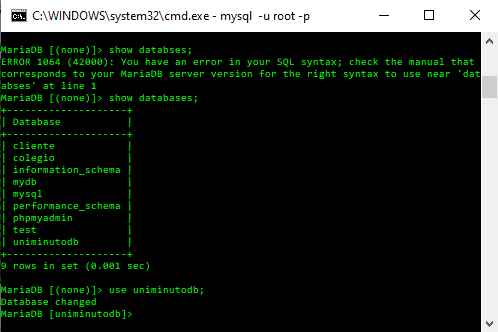 C:\WINDOWS\system32\cmd.exe - mysql -u root -p
MariaDB [(none)]> show databses;
ERROR 1064 (42000): You have an error in your SQL syntax; check the manual that
corresponds to your MariaDB server version for the right syntax to use near 'dat
abses' at line 1
MariaDB [(none)]> show databases;
+--------------------+
| Database           |
+--------------------+
| cliente            |
| colegio            |
| information_schema |
| mydb               |
| mysql              |
| performance_schema |
| phpmyadmin         |
| test               |
| uniminutodb        |
+--------------------+
9 rows in set (0.001 sec)
MariaDB [(none)]> use uniminutodb;
Database changed
MariaDB [uniminutodb]>